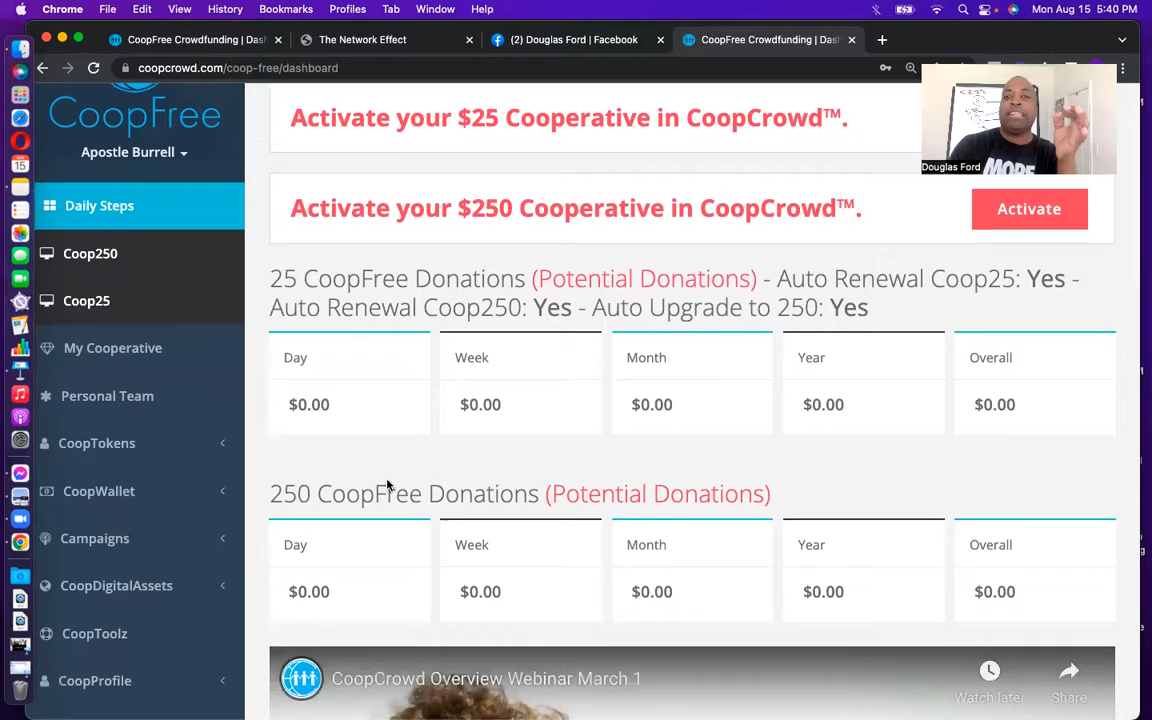 Chrome File Edit View History Bookmarks Profiles Tab Window Help Mon Aug 15 5:40 PM
CoopFree Crowdfunding | Das
The Network Effect
(2) Douglas Ford | Facebook
CoopFree Crowdfunding | Das
coopcrowd.com/coop-free/dashboard
CoopFree
Apostle Burrell
Daily Steps
Coop250
Coop25
My Cooperative
Personal Team
CoopTokens
CoopWallet
Campaigns
CoopDigitalAssets
CoopToolz
CoopProfile
Activate your $25 Cooperative in CoopCrowd™.
Activate your $250 Cooperative in CoopCrowd™.
Activate
25 CoopFree Donations (Potential Donations) - Auto Renewal Coop25: Yes -
Auto Renewal Coop250: Yes - Auto Upgrade to 250: Yes
Day Week Month Year Overall
$0.00 $0.00 $0.00 $0.00 $0.00
250 CoopFree Donations (Potential Donations)
Day Week Month Year Overall
$0.00 $0.00 $0.00 $0.00 $0.00
CoopCrowd Overview Webinar March 1
Watch later
Share
MORE
Douglas Ford
15